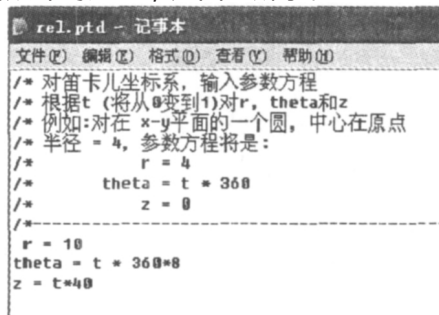 rel.ptd - 记事本
文件(F) 编辑(E) 格式(O) 查看(V) 帮助(H)
/* 对笛卡儿坐标系，输入参数方程
/* 根据t (将从0变到1)对r, theta和z
/* 例如:对在 x-y平面的一个圆，中心在原点
/* 半径 = 4, 参数方程将是:
/* r = 4
/* theta = t * 360
/* z = 0
/*-------------------------------------------
r = 10
theta = t * 360*8
z = t*40